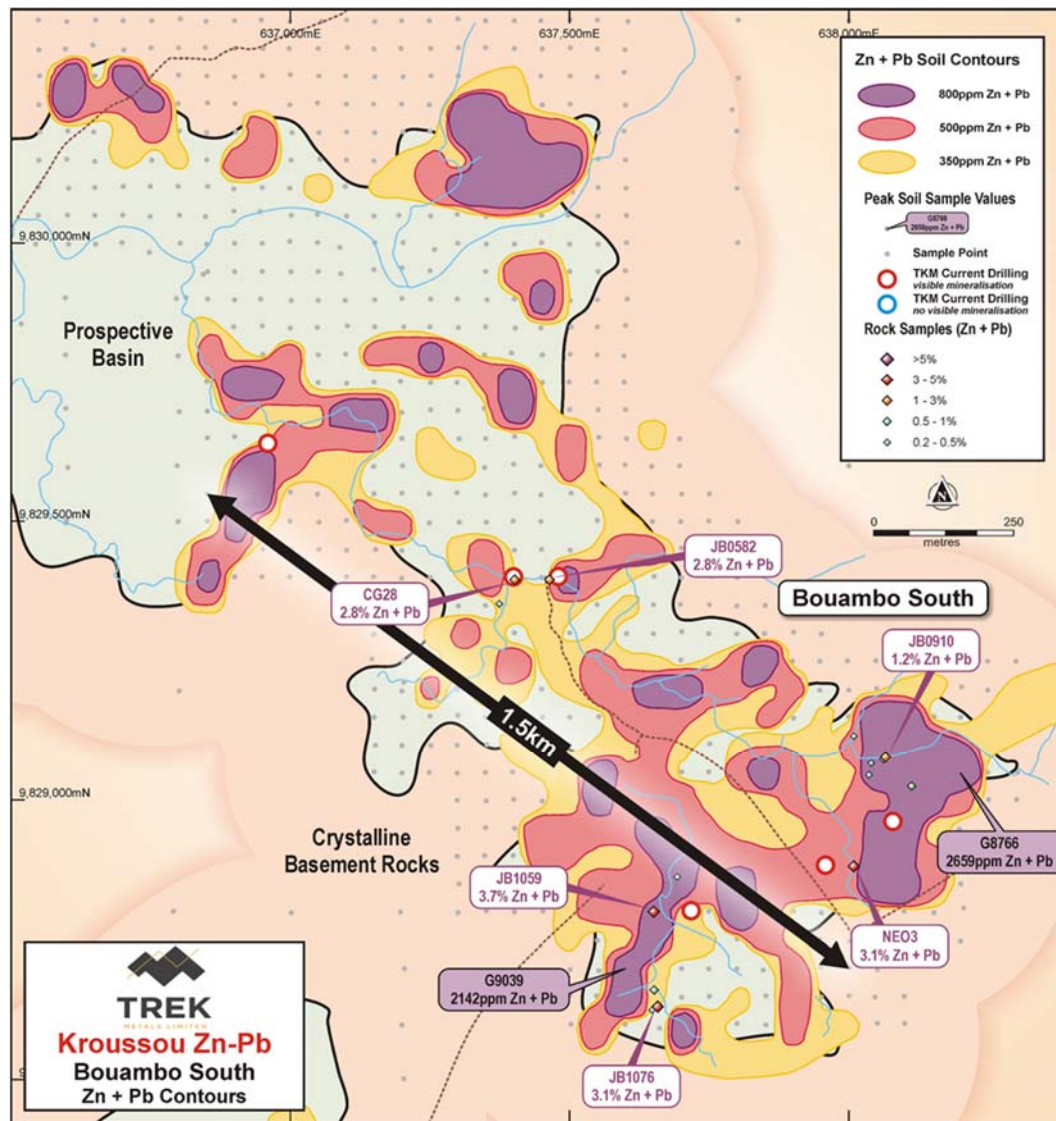 637,000mE
637,500mE
638,000mE
Zn + Pb Soil Contours
800ppm Zn + Pb
500ppm Zn + Pb
350ppm Zn + Pb
Peak Soil Sample Values
Zn + Pb
Sample Point
TKM Current Drilling
visible mineralisation
TKM Current Drilling
no visible mineralisation
Rock Samples (Zn + Pb)
>5%
3 - 5%
1 - 3%
0.5 - 1%
0.2 - 0.5%
N
0
250
metres
9,830,000mN
Prospective
Basin
9,829,500mN
JB0582
2.8% Zn + Pb
CG28
2.8% Zn + Pb
Bouambo South
JB0910
1.2% Zn + Pb
1.5km
9,829,000mN
Crystalline
Basement Rocks
G8766
2659ppm Zn + Pb
JB1059
3.7% Zn + Pb
NEO3
3.1% Zn + Pb
G9039
2142ppm Zn + Pb
JB1076
3.1% Zn + Pb
TREK
METALS LIMITED
Kroussou Zn-Pb
Bouambo South
Zn + Pb Contours